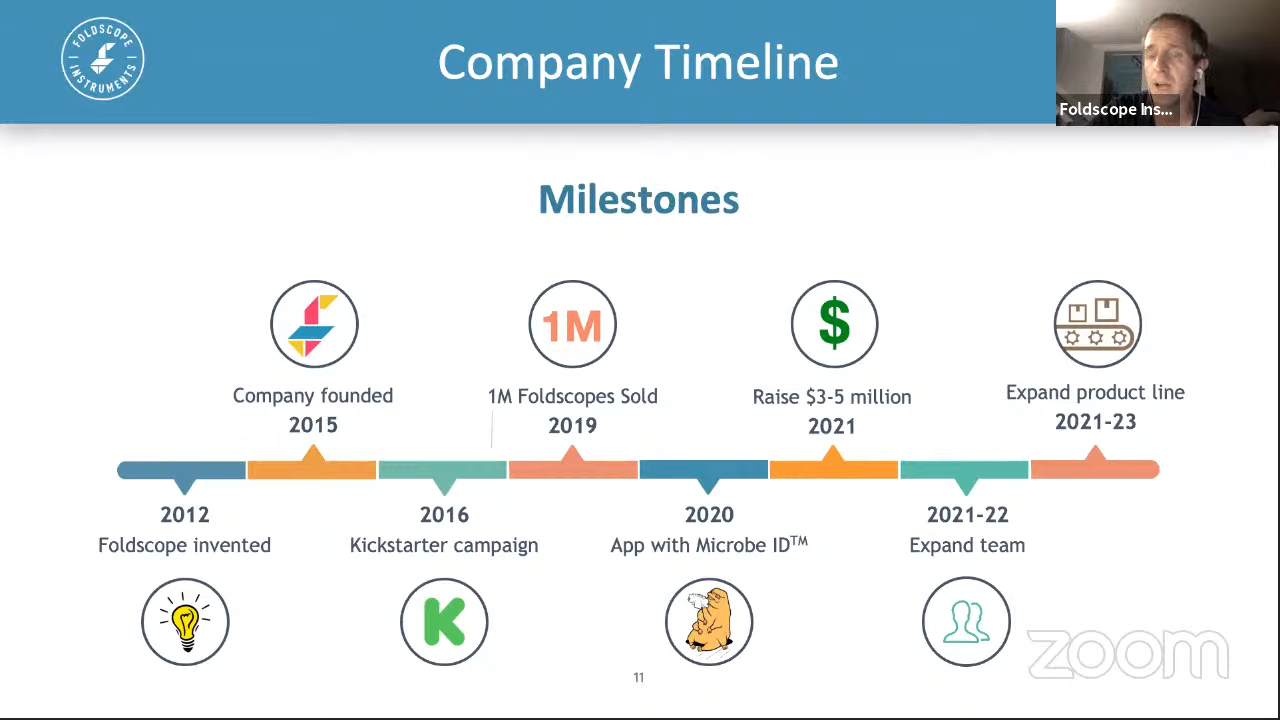 FOLDSCOPE
INSTRUMENTS
Company Timeline
Foldscope Ins...
Milestones
1M
$
Company founded
2015
1M Foldscopes Sold
2019
Raise $3-5 million
2021
Expand product line
2021-23
2012
Foldscope invented
2016
Kickstarter campaign
2020
App with Microbe ID™
2021-22
Expand team
K
zoom
11